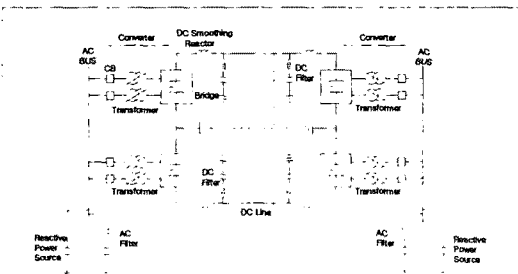 Converter
DC Smoothing
Reactor
Converter
AC
BUS
AC
BUS
CB
DC
Filter
Bridge
Transformer
Transformer
DC
Filter
Transformer
Transformer
DC Line
Reactive
Power
Source
AC
Filter
AC
Filter
Reactive
Power
Source